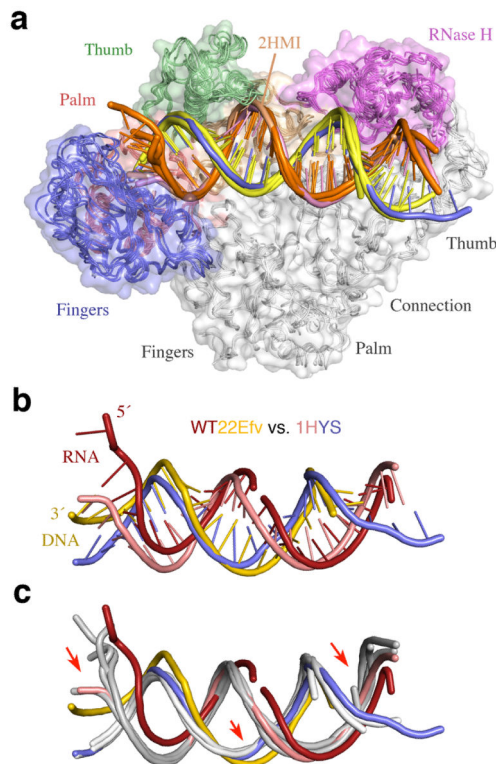 a
2HMI
RNase H
Thumb
Palm
Thumb
Connection
Fingers
Fingers
Palm
b
5´
WT22Efv vs. 1HYS
RNA
3´
DNA
c